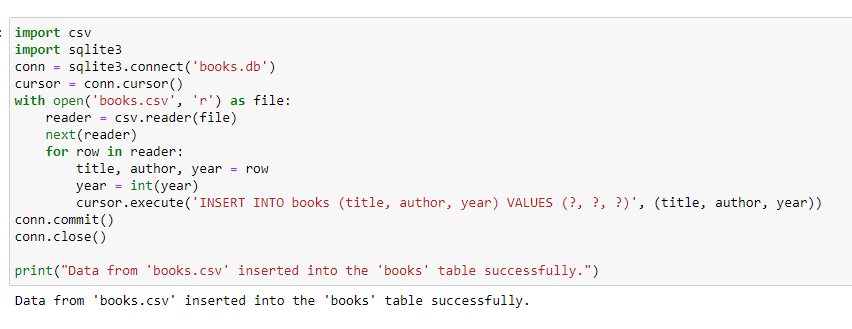 :
import csv
import sqlite3
conn = sqlite3.connect('books.db')
cursor = conn.cursor()
with open('books.csv', 'r') as file:
    reader = csv.reader(file)
    next(reader)
    for row in reader:
        title, author, year = row
        year = int(year)
        cursor.execute('INSERT INTO books (title, author, year) VALUES (?, ?, ?)', (title, author, year))
conn.commit()
conn.close()

print("Data from 'books.csv' inserted into the 'books' table successfully.")
Data from 'books.csv' inserted into the 'books' table successfully.